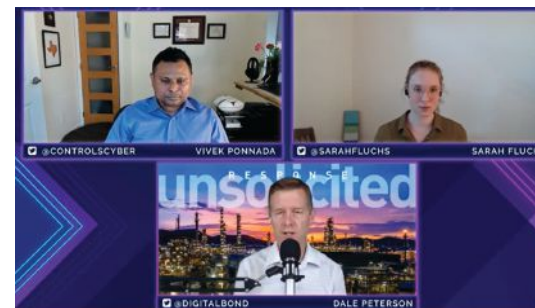 @CONTROLSCYBER VIVEK PONNADA
@SARAHFLUCHS SARAH FLUC
RESPONSE
unsolicited
@DIGITALBOND DALE PETERSON